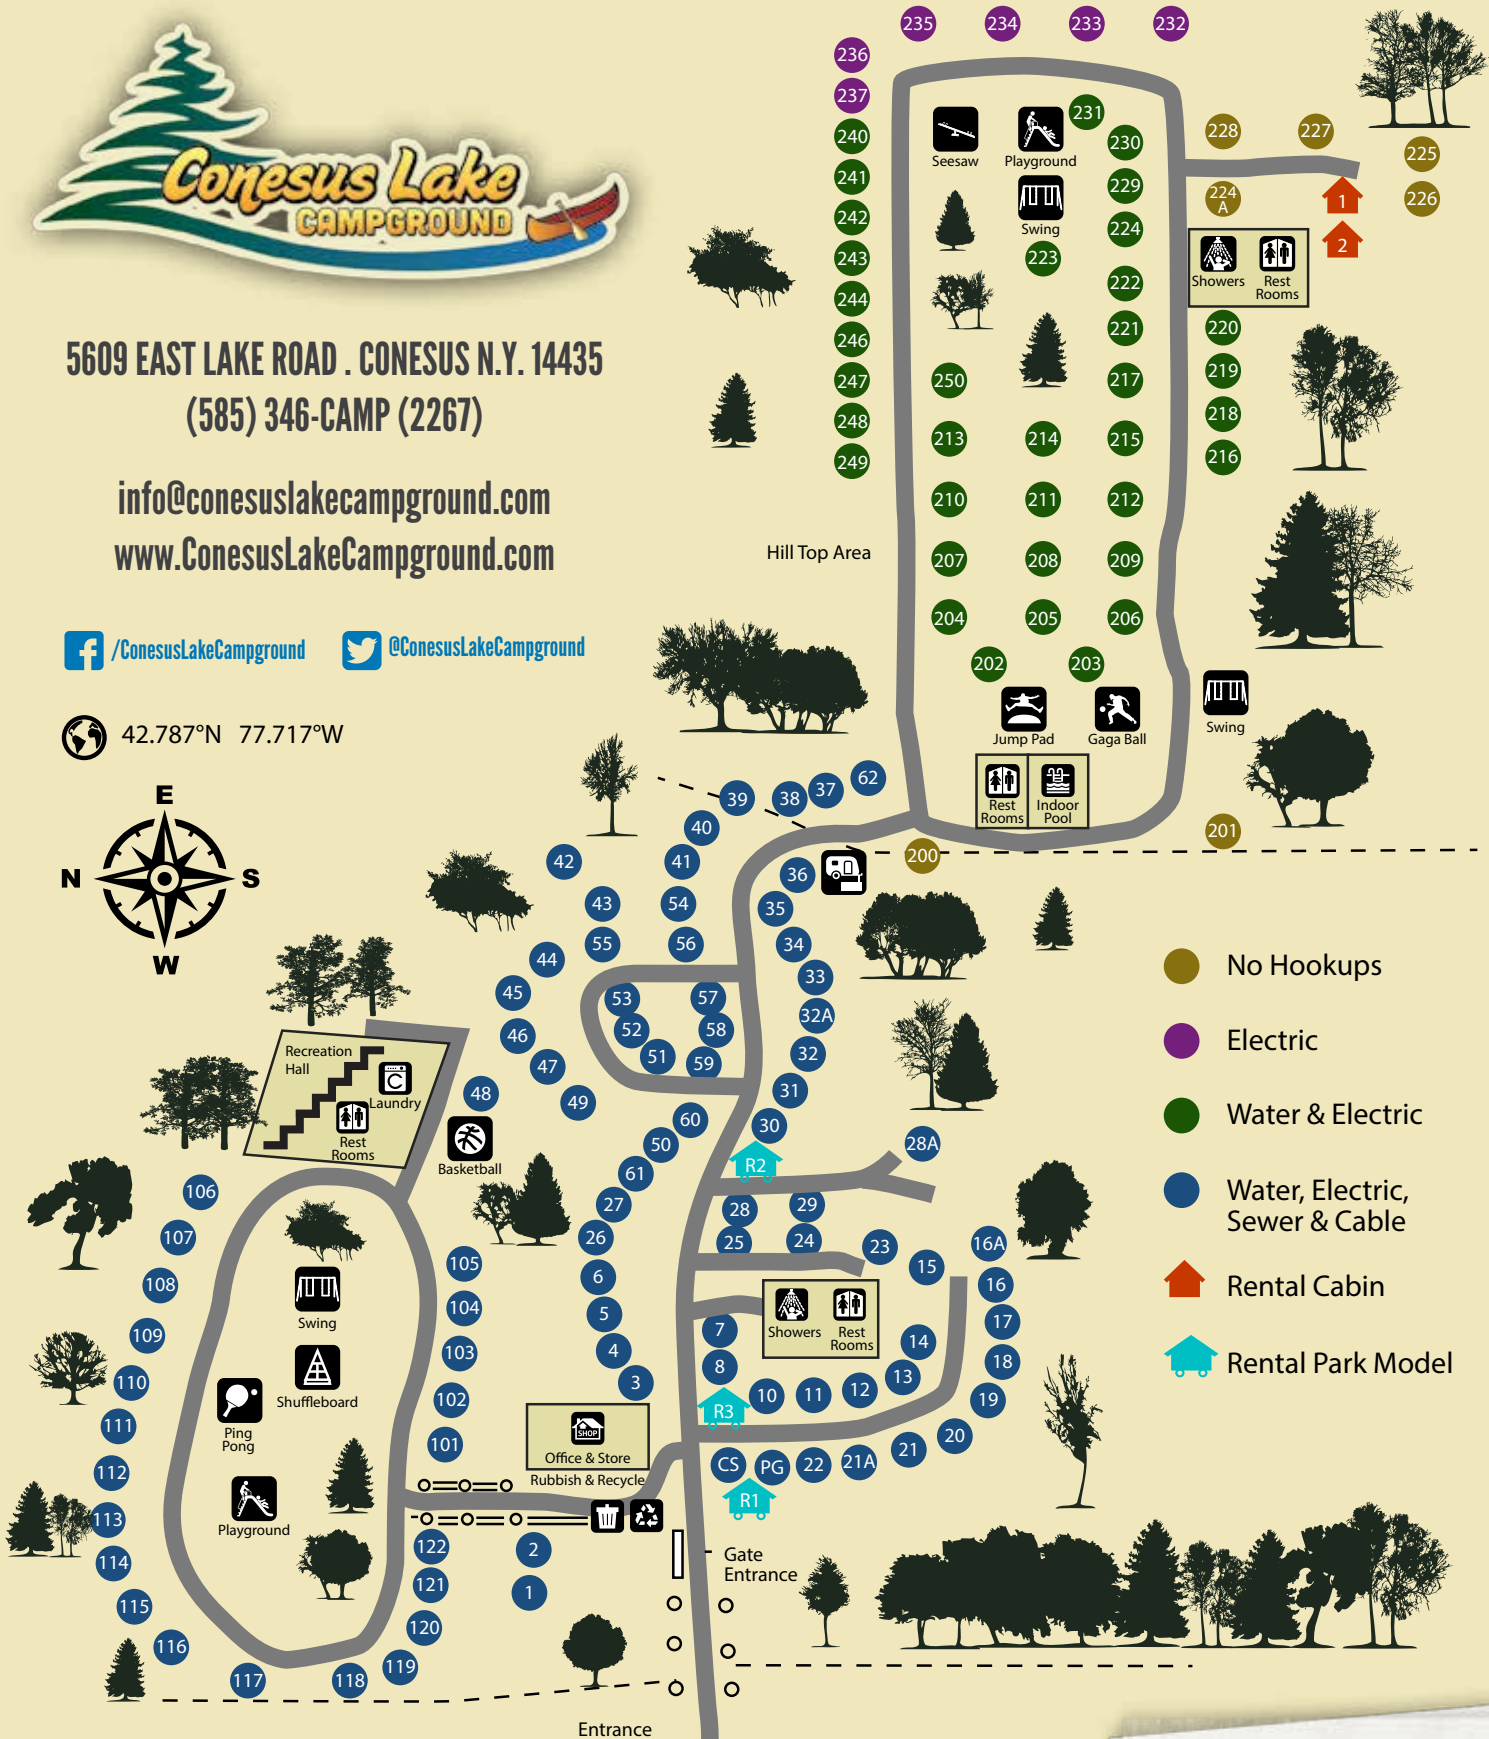 Conesus Lake
CAMPGROUND
5609 EAST LAKE ROAD . CONESUS N.Y. 14435
(585) 346-CAMP (2267)
info@conesuslakecampground.com
www.ConesusLakeCampground.com
/ConesusLakeCampground
@ConesusLakeCampground
42.787°N 77.717°W
E
N
S
W
235
234
233
232
236
237
240
241
242
243
244
246
247
248
249
231
230
229
224
223
222
221
217
250
213
214
215
210
211
212
207
208
209
204
205
206
202
203
Seesaw
Playground
Swing
228
227
225
224
A
226
1
2
Showers
Rest
Rooms
220
219
218
216
Hill Top Area
Jump Pad
Gaga Ball
Swing
Rest
Rooms
Indoor
Pool
201
200
62
37
38
39
40
41
42
43
54
55
56
44
45
46
47
48
49
53
57
52
58
51
59
60
50
61
27
26
6
5
4
3
36
35
34
33
32A
32
31
30
R2
28A
28
29
25
24
23
15
16A
16
17
18
19
20
21
21A
22
PG
CS
R1
7
8
R3
10
11
12
13
14
Showers
Rest
Rooms
Recreation
Hall
Laundry
Rest
Rooms
Basketball
106
107
108
109
110
111
112
113
114
115
116
117
118
119
120
121
122
101
102
103
104
105
2
1
Swing
Shuffleboard
Ping
Pong
Playground
SHOP
Office & Store
Rubbish & Recycle
Gate
Entrance
Entrance
No Hookups
Electric
Water & Electric
Water, Electric,
Sewer & Cable
Rental Cabin
Rental Park Model